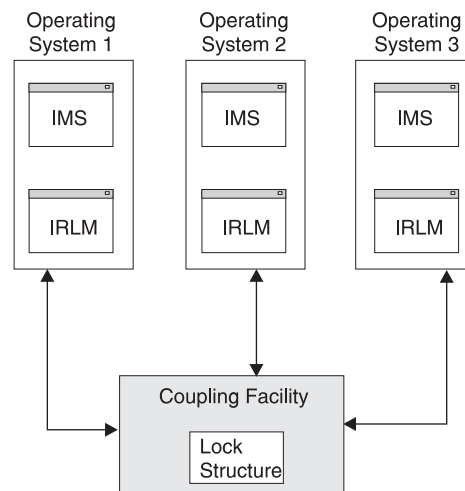 Operating
System 1
Operating
System 2
Operating
System 3
IMS
IMS
IMS
IRLM
IRLM
IRLM
Coupling Facility
Lock
Structure